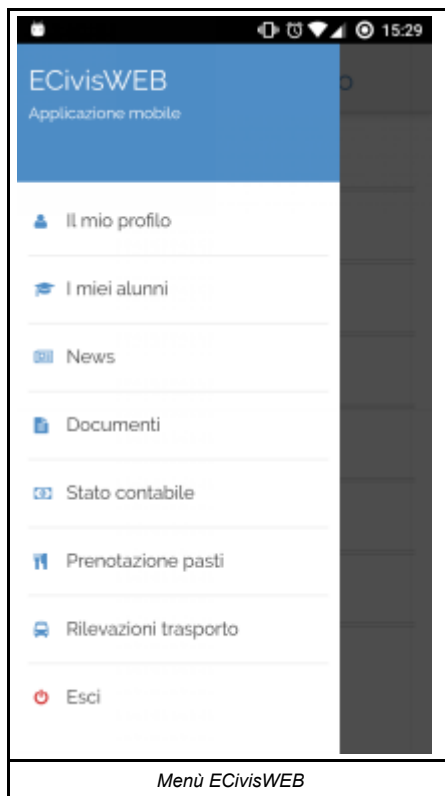 15:29
ECivisWEB
Applicazione mobile
Il mio profilo
I miei alunni
News
Documenti
Stato contabile
Prenotazione pasti
Rilevazioni trasporto
Esci
Menù ECivisWEB